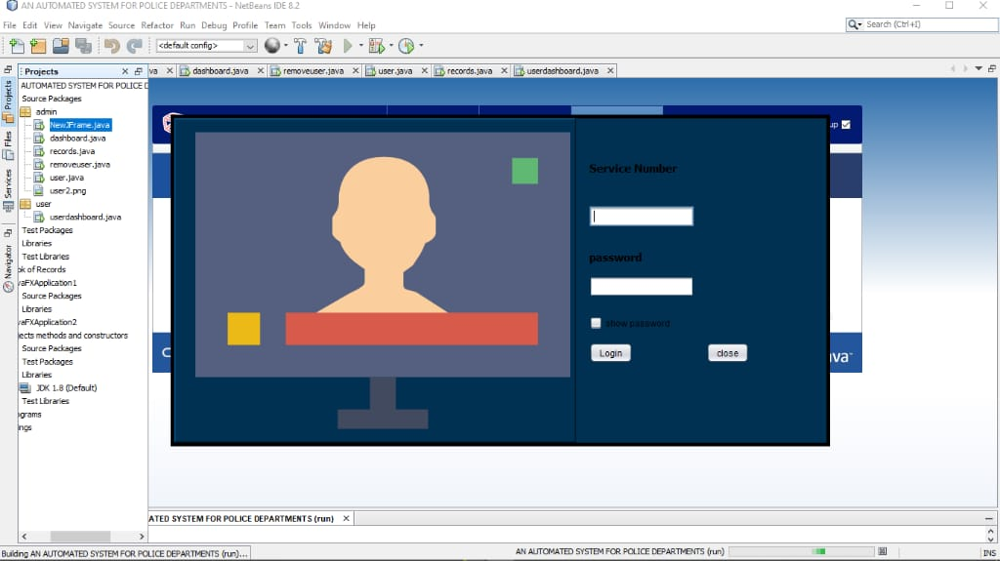 AN AUTOMATED SYSTEM FOR POLICE DEPARTMENTS - NetBeans IDE 8.2
File Edit View Navigate Source Refactor Run Debug Profile Team Tools Window Help
Search (Ctrl+I)
<default config>
Projects
va dashboard.java removeuser.java user.java records.java userdashboard.java
Projects
Files
Services
Navigator
AUTOMATED SYSTEM FOR POLICE D
Source Packages
admin
NewJFrame.java
dashboard.java
records.java
removeuser.java
user.java
user2.png
user
userdashboard.java
Test Packages
Libraries
Test Libraries
ok of Records
vaFXApplication1
Source Packages
Libraries
vaFXApplication2
ects methods and constructors
Source Packages
Test Packages
Libraries
JDK 1.8 (Default)
Test Libraries
ograms
ings
up
Service Number
password
show password
Login close
ava
ATED SYSTEM FOR POLICE DEPARTMENTS (run)
Building AN AUTOMATED SYSTEM FOR POLICE DEPARTMENTS (run)...
AN AUTOMATED SYSTEM FOR POLICE DEPARTMENTS (run)
INS